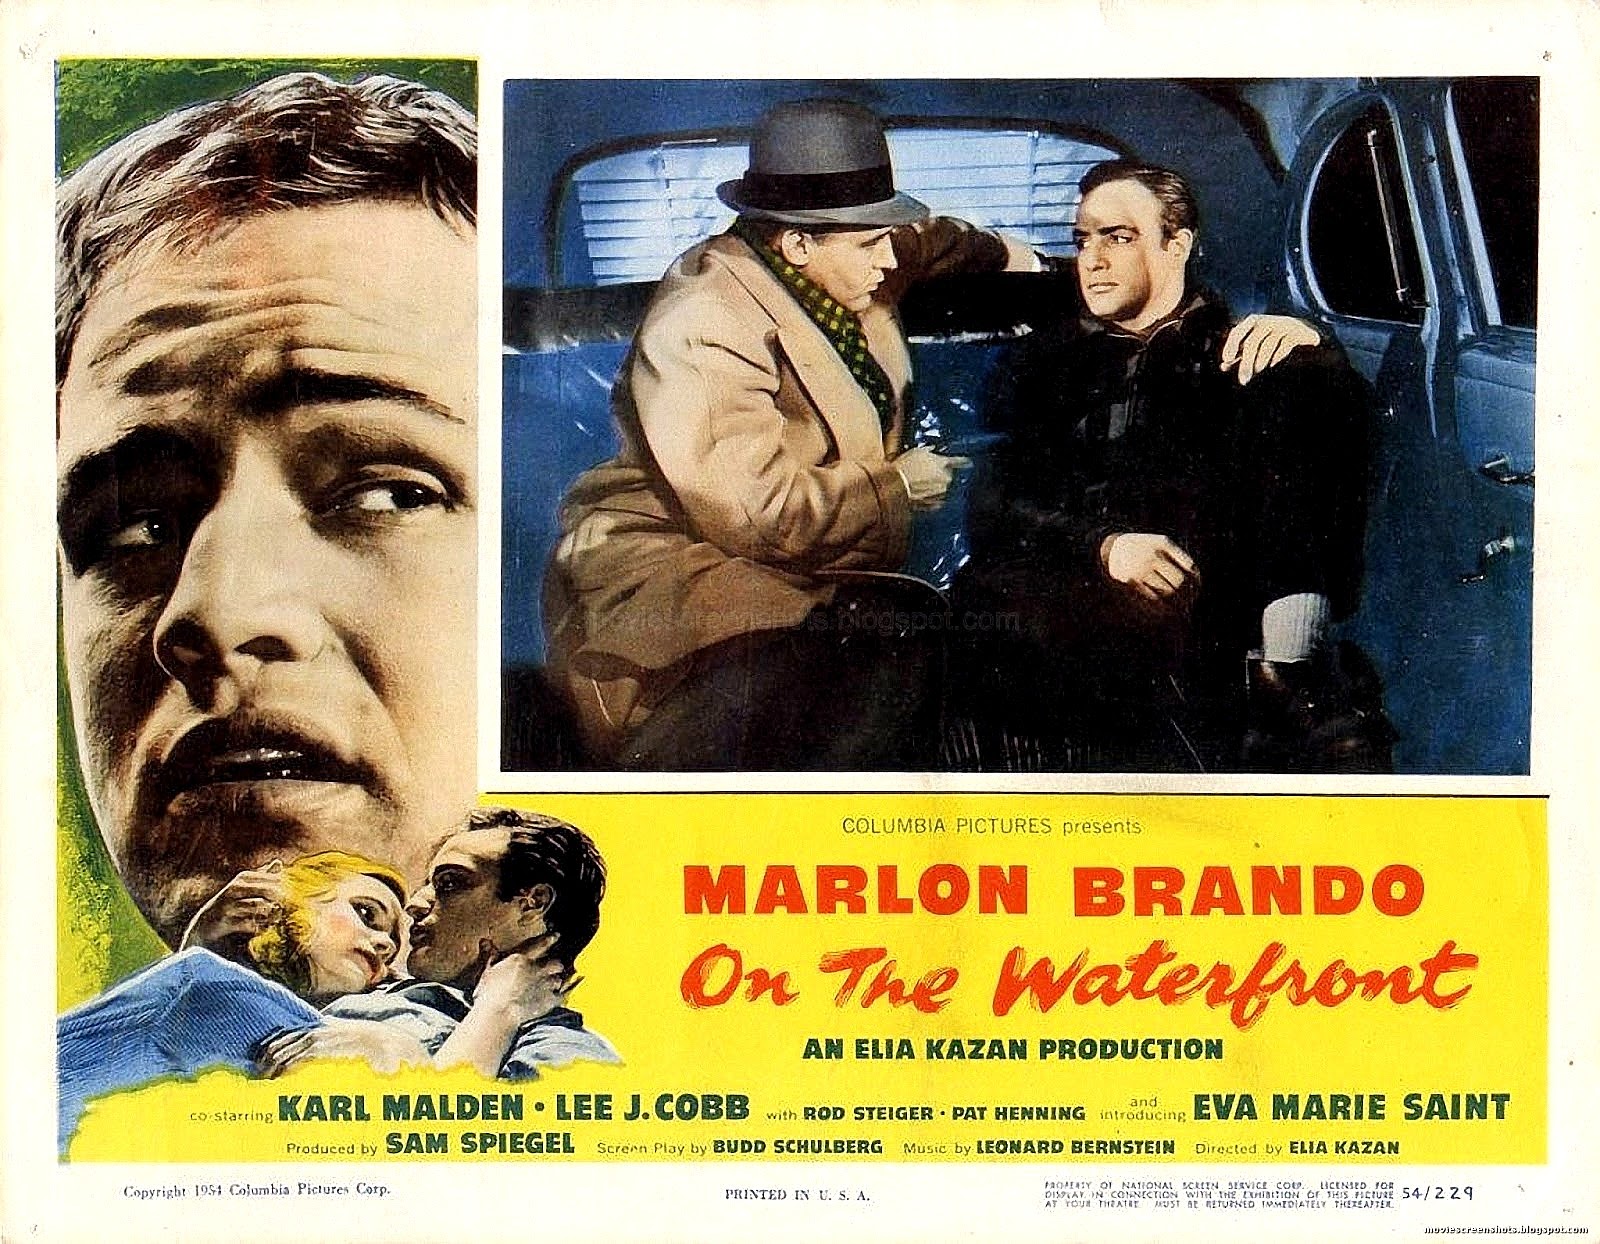 COLUMBIA PICTURES presents
MARLON BRANDO
On The Waterfront
AN ELIA KAZAN PRODUCTION
co-starring KARL MALDEN • LEE J. COBB with ROD STEIGER • PAT HENNING and introducing EVA MARIE SAINT
Produced by SAM SPIEGEL Screen Play by BUDD SCHULBERG Music by LEONARD BERNSTEIN Directed by ELIA KAZAN
Copyright 1954 Columbia Pictures Corp.
PRINTED IN U. S. A.
PROPERTY OF NATIONAL SCREEN SERVICE CORP. LICENSED FOR
DISPLAY IN CONNECTION WITH THE EXHIBITION OF THIS PICTURE
AT YOUR THEATRE. MUST BE RETURNED IMMEDIATELY THEREAFTER.
54/229
moviescreenshots.blogspot.com
moviescreenshots.blogspot.com